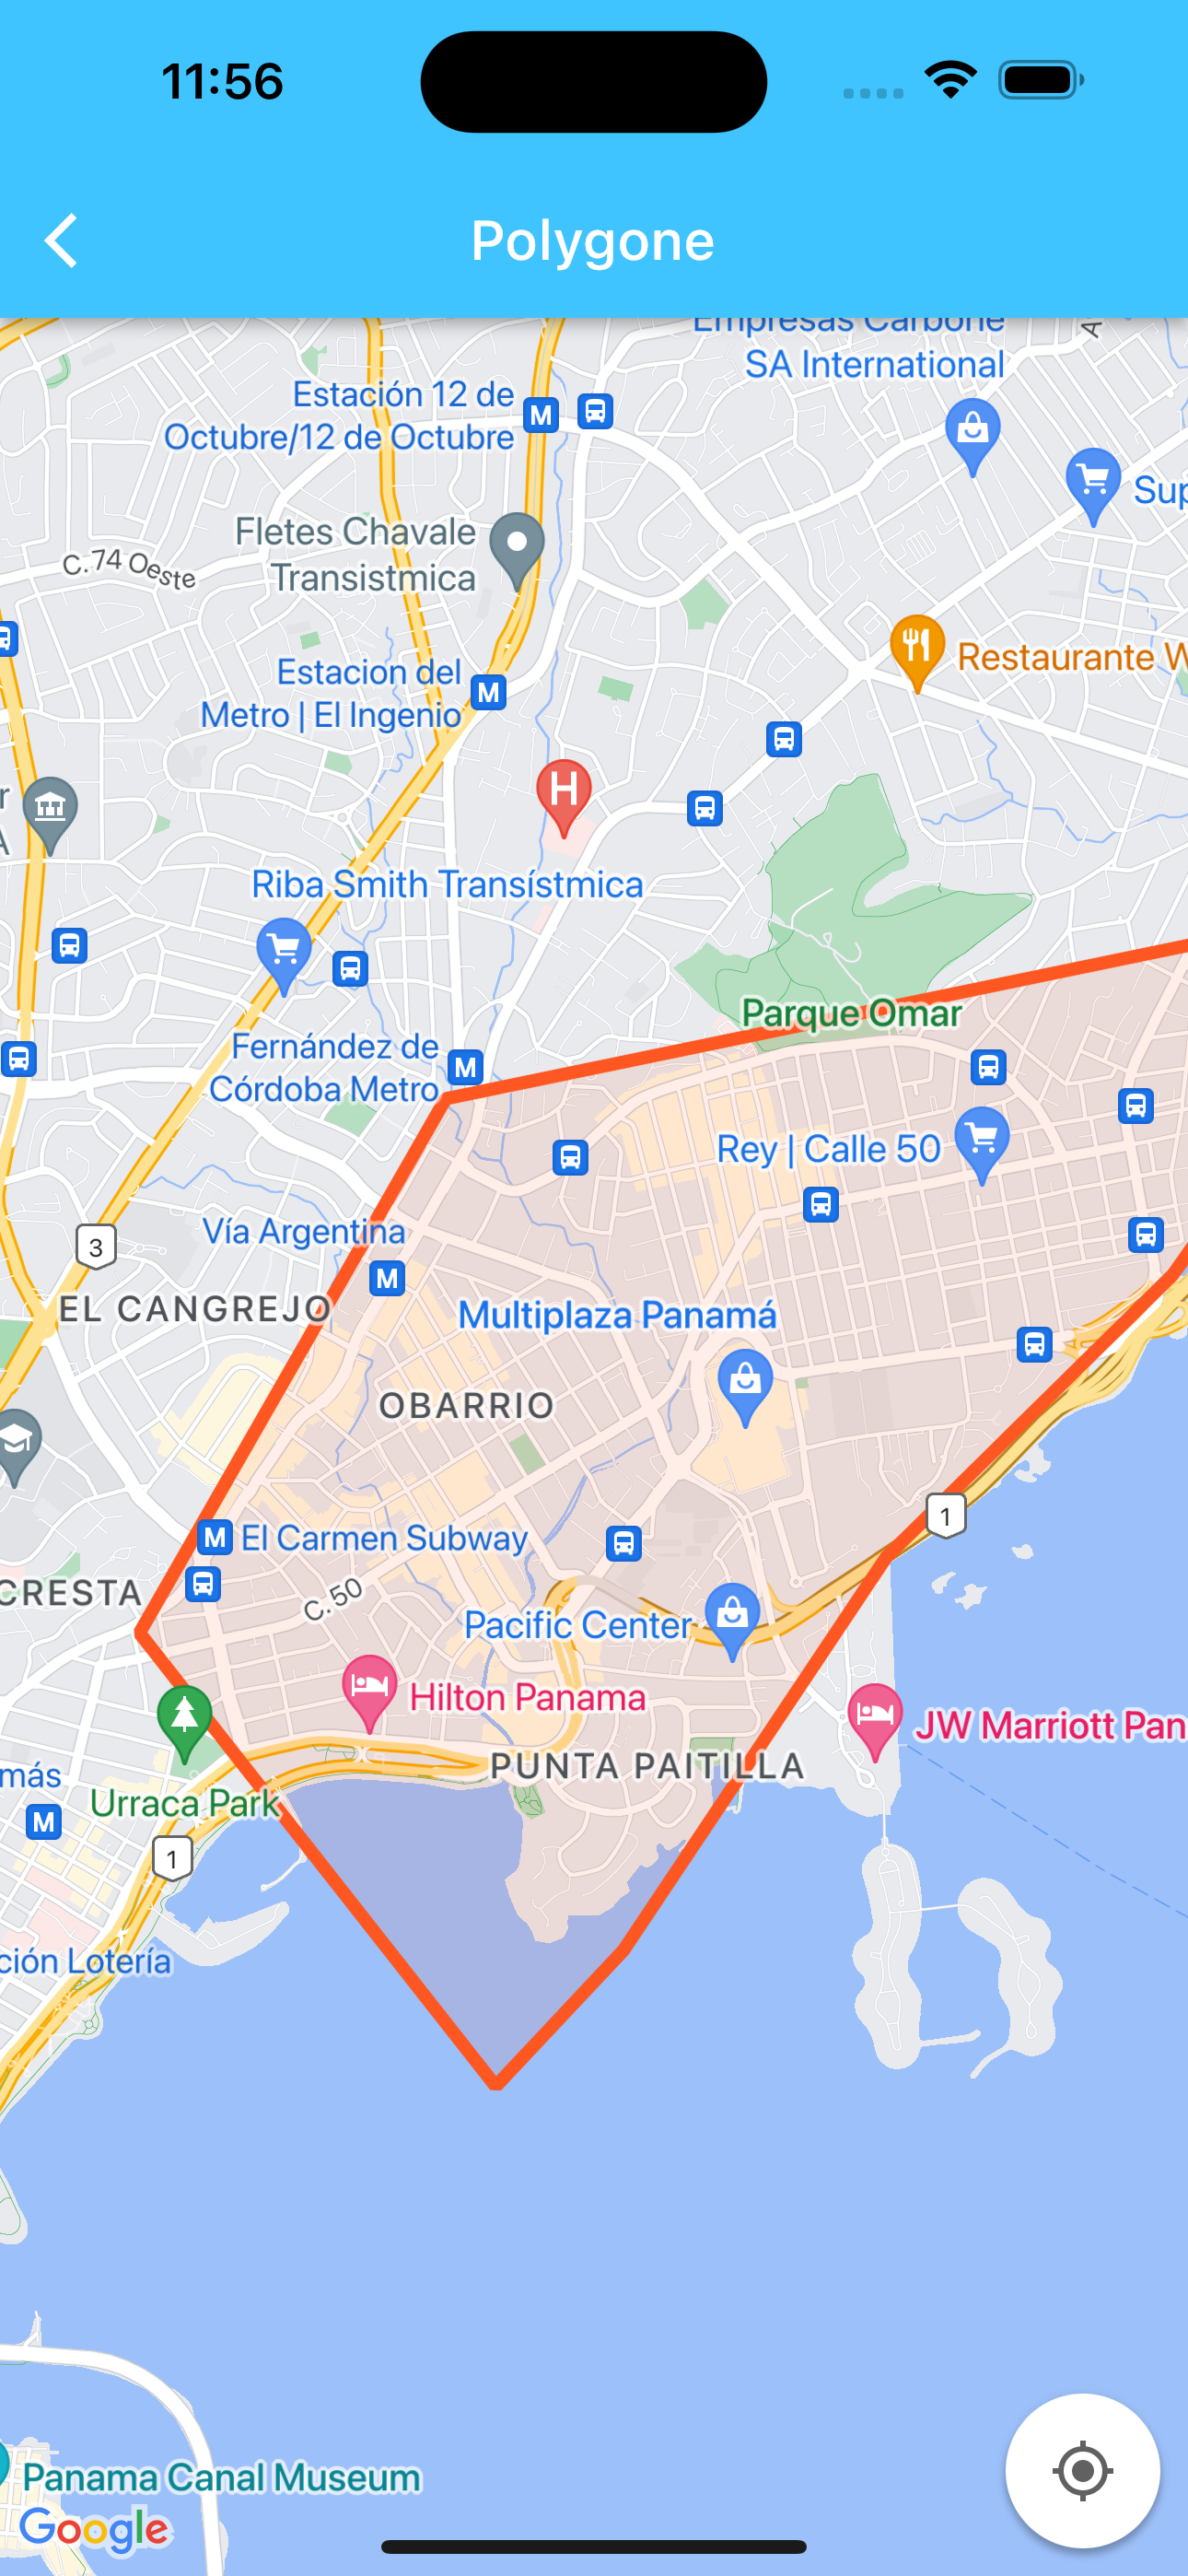 11:56
Polygone
Empresas Carbone
SA International
A
Estación 12 de
Octubre/12 de Octubre
M
Sup
Fletes Chavale
Transistmica
C. 74 Oeste
Restaurante W
Estacion del
Metro | El Ingenio
M
H
r
A
Riba Smith Transístmica
Parque Omar
Fernández de
Córdoba Metro
M
Rey | Calle 50
Vía Argentina
M
3
EL CANGREJO
Multiplaza Panamá
OBARRIO
1
M
El Carmen Subway
CRESTA
C. 50
Pacific Center
Hilton Panama
JW Marriott Pan
PUNTA PAITILLA
más
M
Urraca Park
1
ción Lotería
Panama Canal Museum
Google